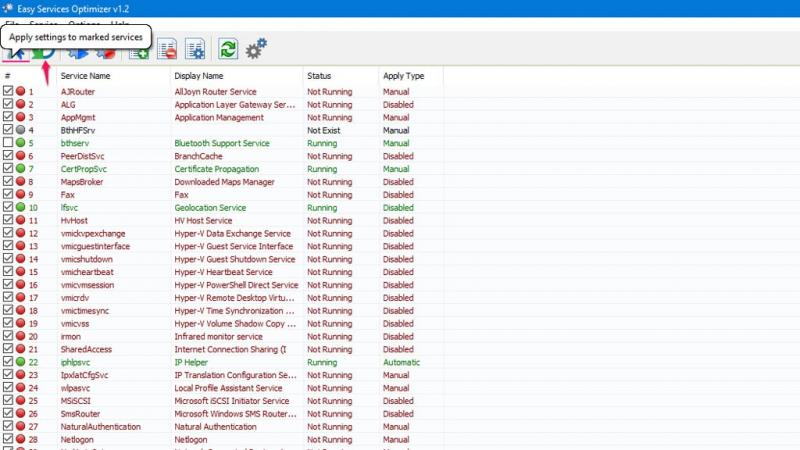 Easy Services Optimizer v1.2
File Service Options Help
Apply settings to marked services
# Service Name Display Name Status Apply Type
1 AJRouter AllJoyn Router Service Not Running Manual
2 ALG Application Layer Gateway Ser... Not Running Disabled
3 AppMgmt Application Management Not Running Manual
4 BthHFSrv Not Exist Manual
5 bthserv Bluetooth Support Service Running Manual
6 PeerDistSvc BranchCache Not Running Disabled
7 CertPropSvc Certificate Propagation Running Manual
8 MapsBroker Downloaded Maps Manager Not Running Disabled
9 Fax Fax Not Running Disabled
10 lfsvc Geolocation Service Running Disabled
11 HvHost HV Host Service Not Running Disabled
12 vmickvpexchange Hyper-V Data Exchange Service Not Running Disabled
13 vmicguestinterface Hyper-V Guest Service Interface Not Running Disabled
14 vmicshutdown Hyper-V Guest Shutdown Service Not Running Disabled
15 vmicheartbeat Hyper-V Heartbeat Service Not Running Disabled
16 vmicvmsession Hyper-V PowerShell Direct Service Not Running Disabled
17 vmicrdv Hyper-V Remote Desktop Virtu... Not Running Disabled
18 vmictimesync Hyper-V Time Synchronization ... Not Running Disabled
19 vmicvss Hyper-V Volume Shadow Copy ... Not Running Disabled
20 irmon Infrared monitor service Not Running Disabled
21 SharedAccess Internet Connection Sharing (I Not Running Disabled
22 iphlpsvc IP Helper Running Automatic
23 IpxlatCfgSvc IP Translation Configuration Se... Not Running Manual
24 wlpasvc Local Profile Assistant Service Not Running Manual
25 MSiSCSI Microsoft iSCSI Initiator Service Not Running Disabled
26 SmsRouter Microsoft Windows SMS Router... Not Running Disabled
27 NaturalAuthentication Natural Authentication Not Running Manual
28 Netlogon Netlogon Not Running Manual